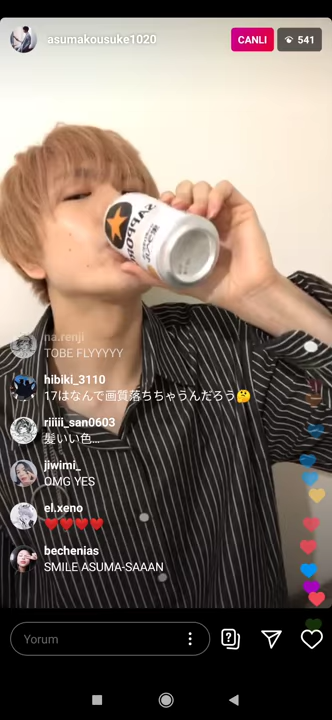 asumakousuke1020
CANLI
541
SAPPORO
na.renji
TOBE FLYYYYY
hibiki_3110
17はなんで画質落ちちゃうんだろう🤔
riiiii_san0603
髪いい色...
jiwimi_
OMG YES
el.xeno
❤️❤️❤️❤️
bechenias
SMILE ASUMA-SAAAN
Yorum